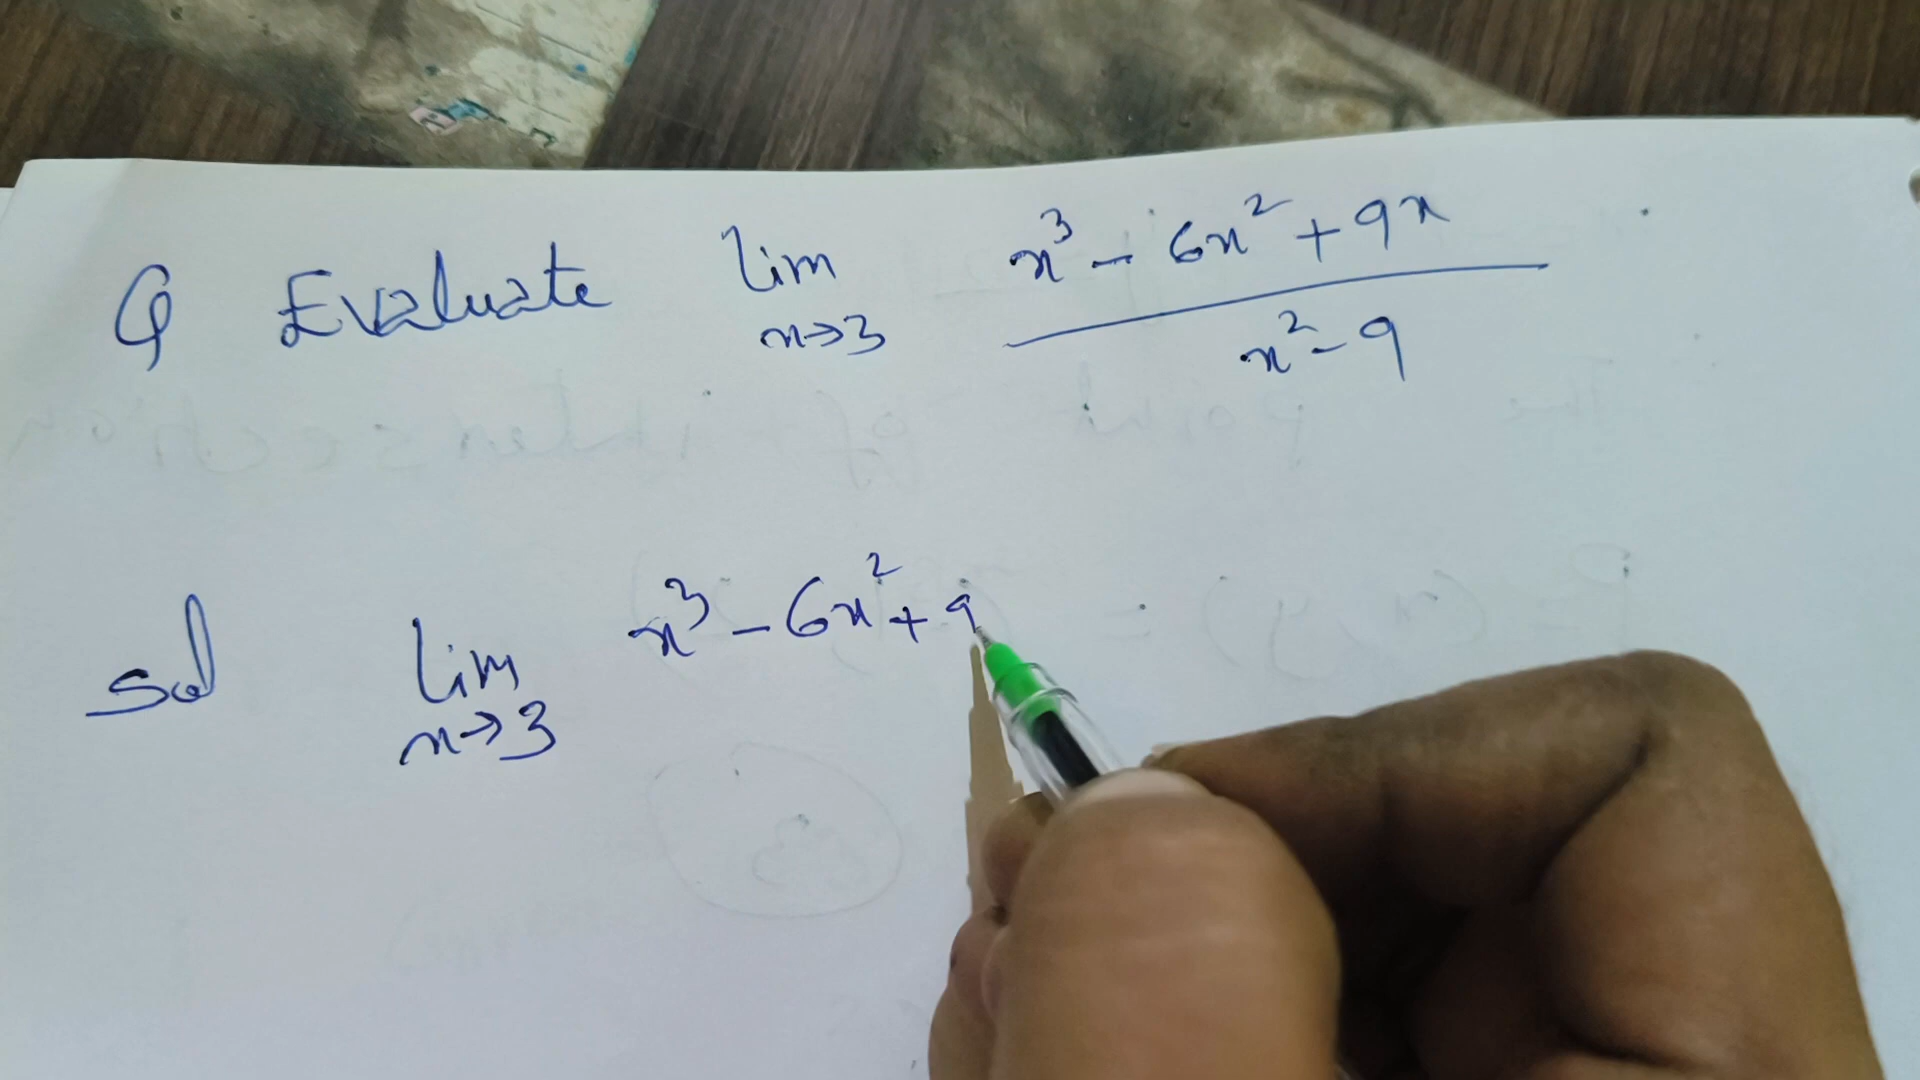 Q Evaluate lim x→3 x³ - 6x² + 9x / x² - 9
Sol lim x→3 x³ - 6x² + 9